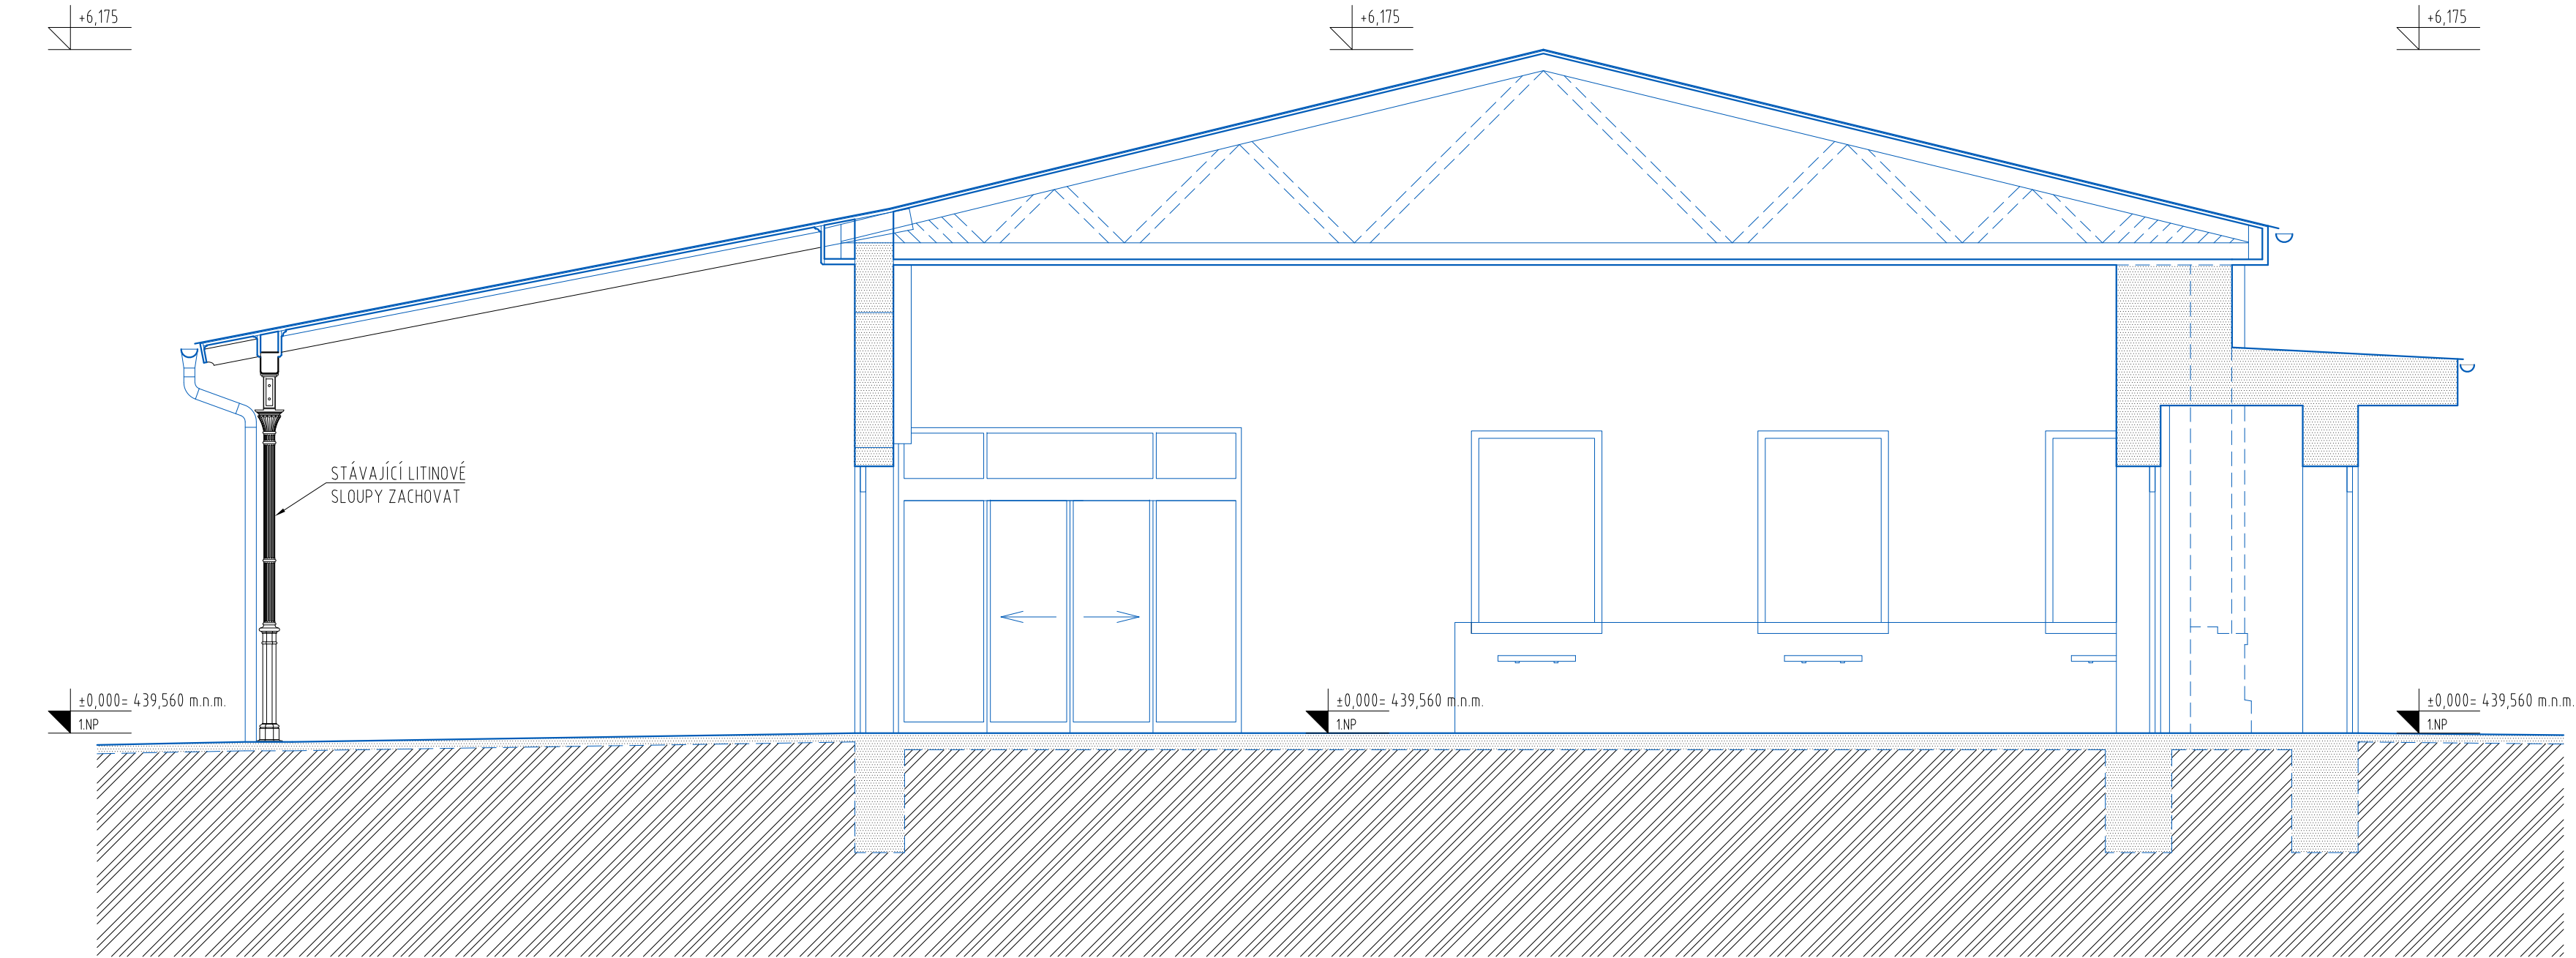 +6,175
+6,175
+6,175
STÁVAJÍCÍ LITINOVÉ
SLOUPY ZACHOVAT
±0,000= 439,560 m.n.m.
1.NP
±0,000= 439,560 m.n.m.
1.NP
±0,000= 439,560 m.n.m.
1.NP